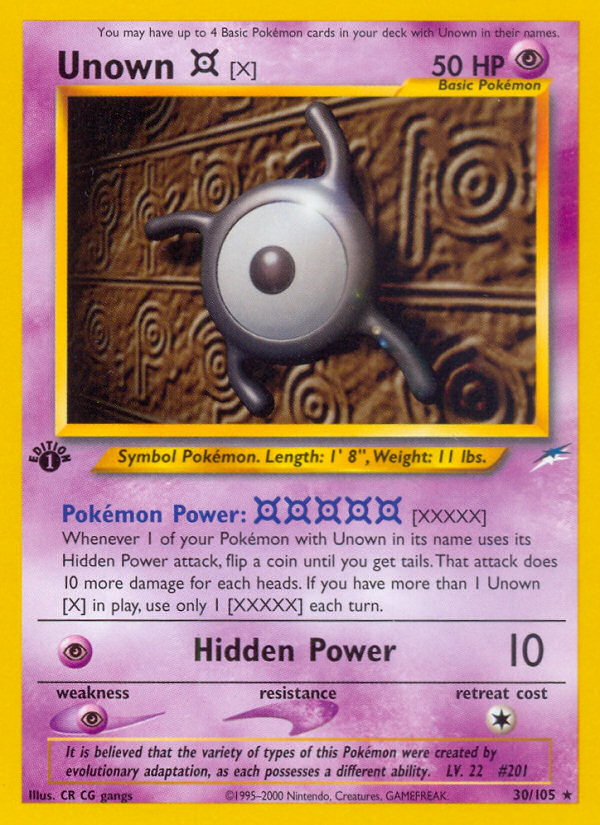 You may have up to 4 Basic Pokémon cards in your deck with Unown in their names.
Unown [X] 50 HP
Basic Pokémon
EDITION
1
Symbol Pokémon. Length: 1' 8", Weight: 11 lbs.
Pokémon Power: [XXXXX]
Whenever 1 of your Pokémon with Unown in its name uses its
Hidden Power attack, flip a coin until you get tails. That attack does
10 more damage for each heads. If you have more than 1 Unown
[X] in play, use only 1 [XXXXX] each turn.
Hidden Power 10
weakness resistance retreat cost
It is believed that the variety of types of this Pokémon were created by
evolutionary adaptation, as each possesses a different ability. LV. 22 #201
Illus. CR CG gangs ©1995-2000 Nintendo, Creatures, GAMEFREAK. 30/105 ★